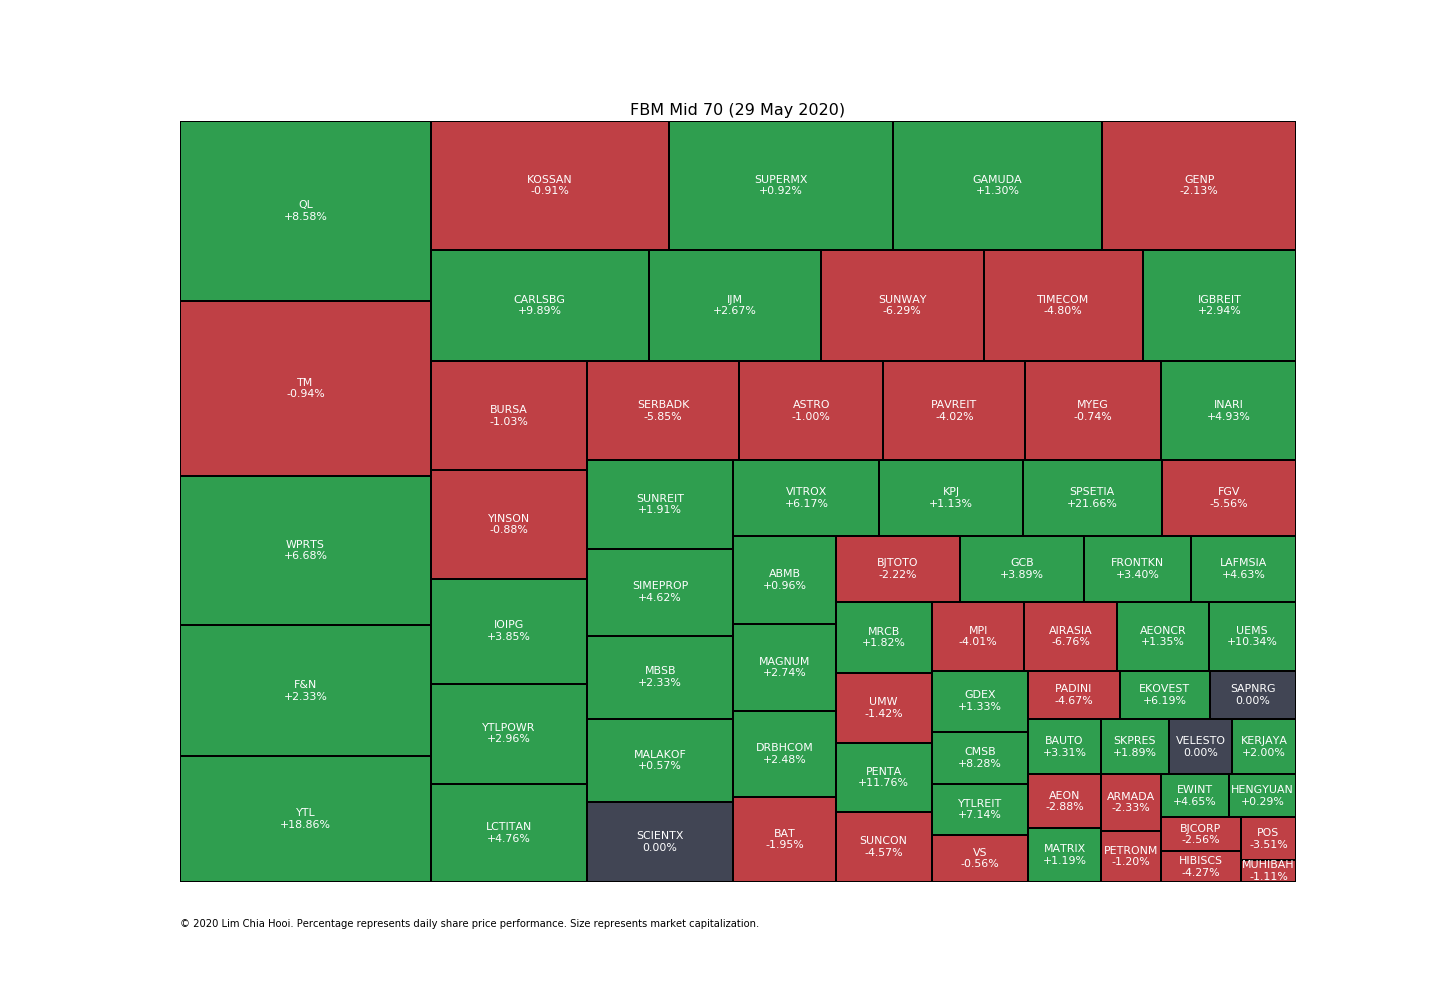 FBM Mid 70 (29 May 2020)
QL
+8.58%
TM
-0.94%
WPRTS
+6.68%
F&N
+2.33%
YTL
+18.86%
KOSSAN
-0.91%
SUPERMX
+0.92%
GAMUDA
+1.30%
GENP
-2.13%
CARLSBG
+9.89%
IJM
+2.67%
SUNWAY
-6.29%
TIMECOM
-4.80%
IGBREIT
+2.94%
BURSA
-1.03%
YINSON
-0.88%
IOIPG
+3.85%
YTLPOWR
+2.96%
LCTITAN
+4.76%
SERBADK
-5.85%
ASTRO
-1.00%
PAVREIT
-4.02%
MYEG
-0.74%
INARI
+4.93%
SUNREIT
+1.91%
SIMEPROP
+4.62%
MBSB
+2.33%
MALAKOF
+0.57%
SCIENTX
0.00%
VITROX
+6.17%
KPJ
+1.13%
SPSETIA
+21.66%
FGV
-5.56%
ABMB
+0.96%
MAGNUM
+2.74%
DRBHCOM
+2.48%
BAT
-1.95%
BJTOTO
-2.22%
GCB
+3.89%
FRONTKN
+3.40%
LAFMSIA
+4.63%
MRCB
+1.82%
UMW
-1.42%
PENTA
+11.76%
SUNCON
-4.57%
MPI
-4.01%
AIRASIA
-6.76%
AEONCR
+1.35%
UEMS
+10.34%
GDEX
+1.33%
CMSB
+8.28%
YTLREIT
+7.14%
VS
-0.56%
PADINI
-4.67%
EKOVEST
+6.19%
SAPNRG
0.00%
BAUTO
+3.31%
SKPRES
+1.89%
VELESTO
0.00%
KERJAYA
+2.00%
AEON
-2.88%
MATRIX
+1.19%
ARMADA
-2.33%
PETRONM
-1.20%
EWINT
+4.65%
HENGYUAN
+0.29%
BJCORP
-2.56%
HIBISCS
-4.27%
POS
-3.51%
MUHIBAH
-1.11%
© 2020 Lim Chia Hooi. Percentage represents daily share price performance. Size represents market capitalization.